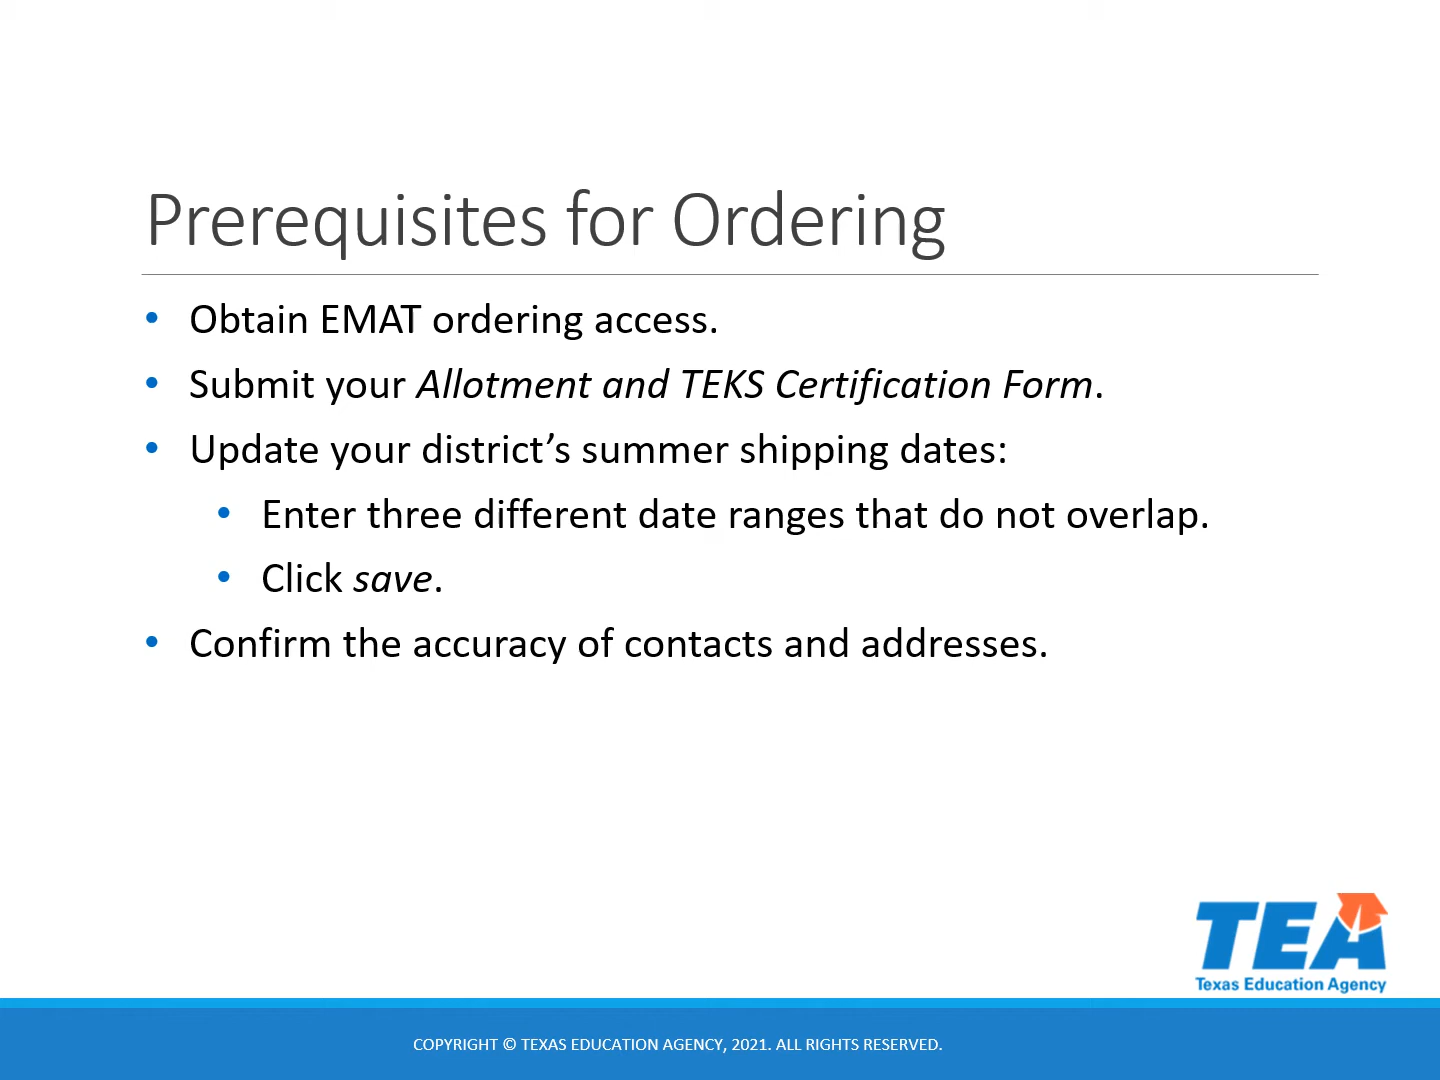 Prerequisites for Ordering
• Obtain EMAT ordering access.
• Submit your Allotment and TEKS Certification Form.
• Update your district’s summer shipping dates:
• Enter three different date ranges that do not overlap.
• Click save.
• Confirm the accuracy of contacts and addresses.
TEA
Texas Education Agency
COPYRIGHT © TEXAS EDUCATION AGENCY, 2021. ALL RIGHTS RESERVED.